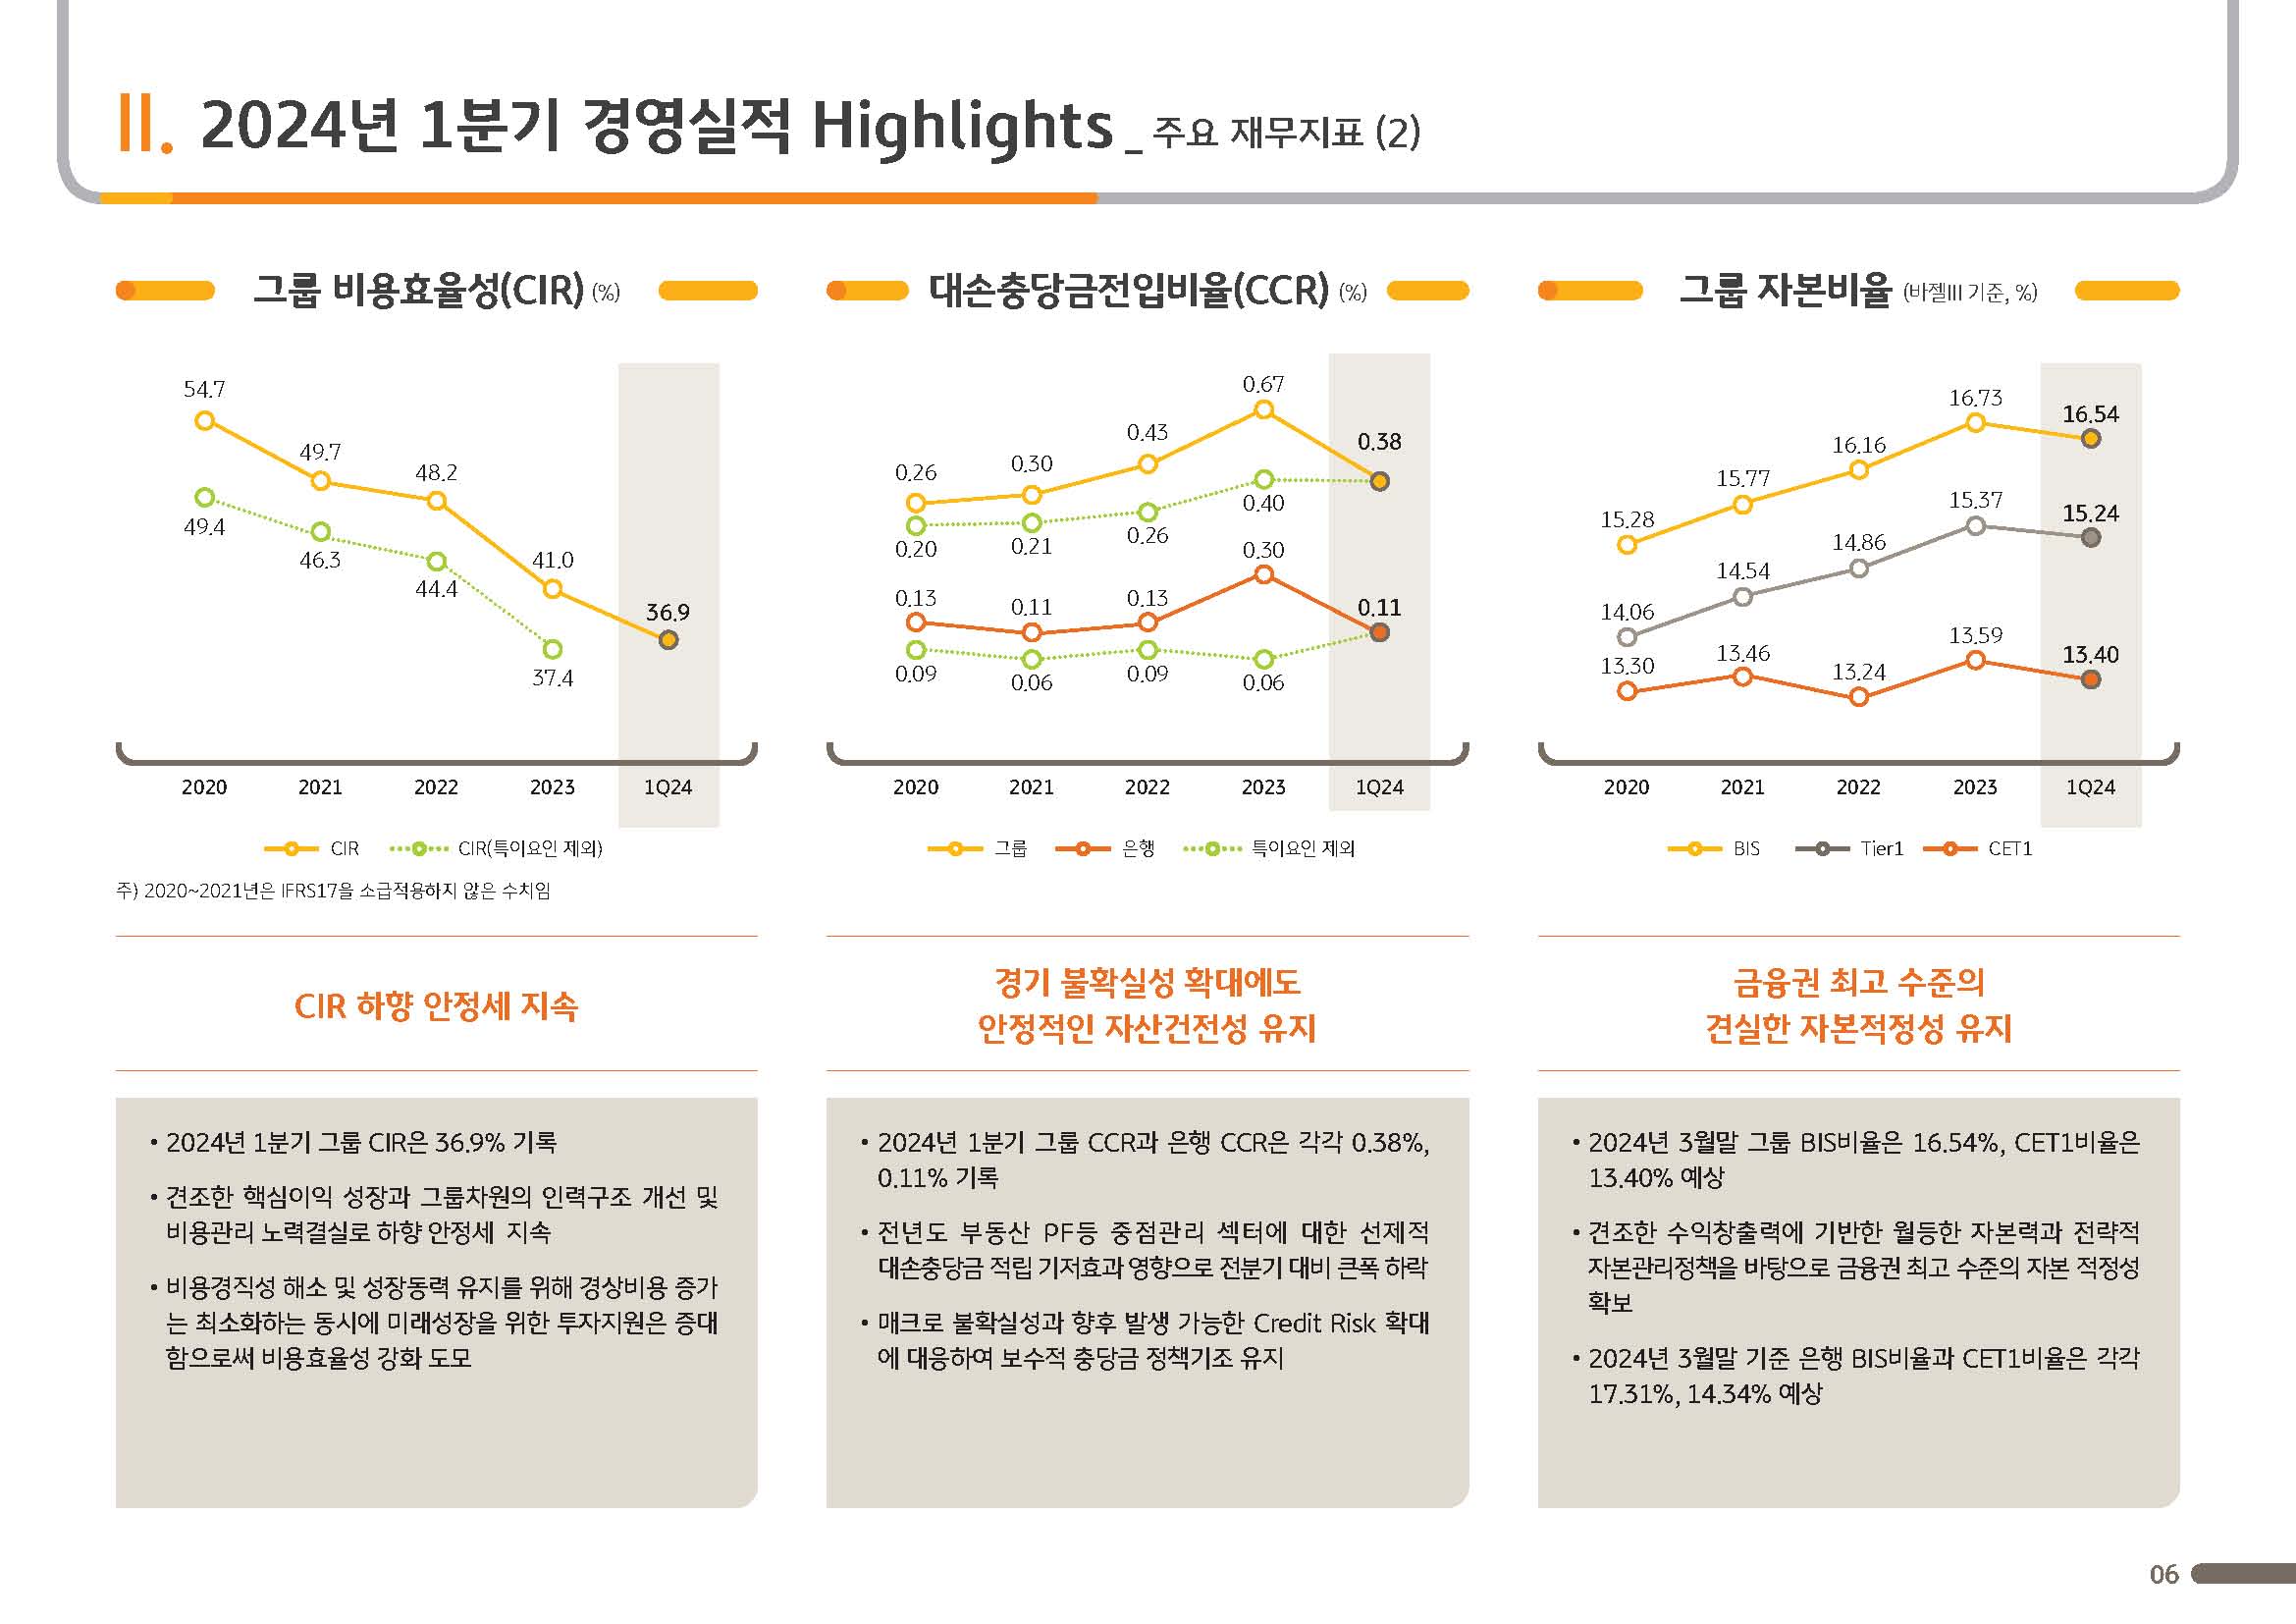 II. 2024년 1분기 경영실적 Highlights _ 주요 재무지표 (2)
그룹 비용효율성(CIR) (%)
54.7
49.7
48.2
41.0
36.9
49.4
46.3
44.4
37.4
2020 2021 2022 2023 1Q24
CIR CIR(특이요인 제외)
주) 2020~2021년은 IFRS17을 소급적용하지 않은 수치임
CIR 하향 안정세 지속
• 2024년 1분기 그룹 CIR은 36.9% 기록
• 견조한 핵심이익 성장과 그룹차원의 인력구조 개선 및
비용관리 노력결실로 하향 안정세 지속
• 비용경직성 해소 및 성장동력 유지를 위해 경상비용 증가
는 최소화하는 동시에 미래성장을 위한 투자지원은 증대
함으로써 비용효율성 강화 도모
대손충당금전입비율(CCR) (%)
0.26
0.30
0.43
0.67
0.38
0.20
0.21
0.26
0.40
0.13
0.11
0.13
0.30
0.11
0.09
0.06
0.09
0.06
2020 2021 2022 2023 1Q24
그룹 은행 특이요인 제외
경기 불확실성 확대에도
안정적인 자산건전성 유지
• 2024년 1분기 그룹 CCR과 은행 CCR은 각각 0.38%,
0.11% 기록
• 전년도 부동산 PF등 중점관리 섹터에 대한 선제적
대손충당금 적립 기저효과 영향으로 전분기 대비 큰폭 하락
• 매크로 불확실성과 향후 발생 가능한 Credit Risk 확대
에 대응하여 보수적 충당금 정책기조 유지
그룹 자본비율 (바젤III 기준, %)
15.28
15.77
16.16
16.73
16.54
14.06
14.54
14.86
15.37
15.24
13.30
13.46
13.24
13.59
13.40
2020 2021 2022 2023 1Q24
BIS Tier1 CET1
금융권 최고 수준의
견실한 자본적정성 유지
• 2024년 3월말 그룹 BIS비율은 16.54%, CET1비율은
13.40% 예상
• 견조한 수익창출력에 기반한 월등한 자본력과 전략적
자본관리정책을 바탕으로 금융권 최고 수준의 자본 적정성
확보
• 2024년 3월말 기준 은행 BIS비율과 CET1비율은 각각
17.31%, 14.34% 예상
06